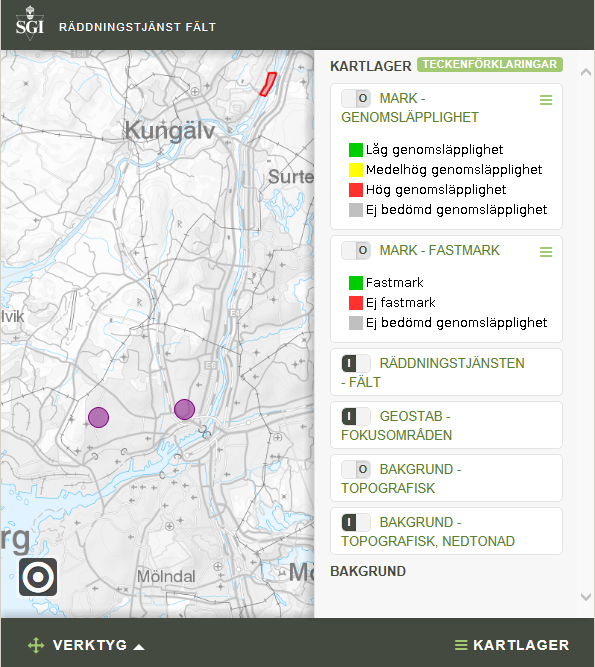 SGI
RÄDDNINGSTJÄNST FÄLT
Kungälv
Surte
lvik
rg
Mölndal
Mö
KARTLAGER TECKENFÖRKLARINGAR
O MARK -
GENOMSLÄPPLIGHET
Låg genomsläpplighet
Medelhög genomsläpplighet
Hög genomsläpplighet
Ej bedömd genomsläpplighet
O MARK - FASTMARK
Fastmark
Ej fastmark
Ej bedömd genomsläpplighet
I RÄDDNINGSTJÄNSTEN
- FÄLT
I GEOSTAB -
FOKUSOMRÅDEN
O BAKGRUND -
TOPOGRAFISK
I BAKGRUND -
TOPOGRAFISK, NEDTONAD
BAKGRUND
VERKTYG
KARTLAGER